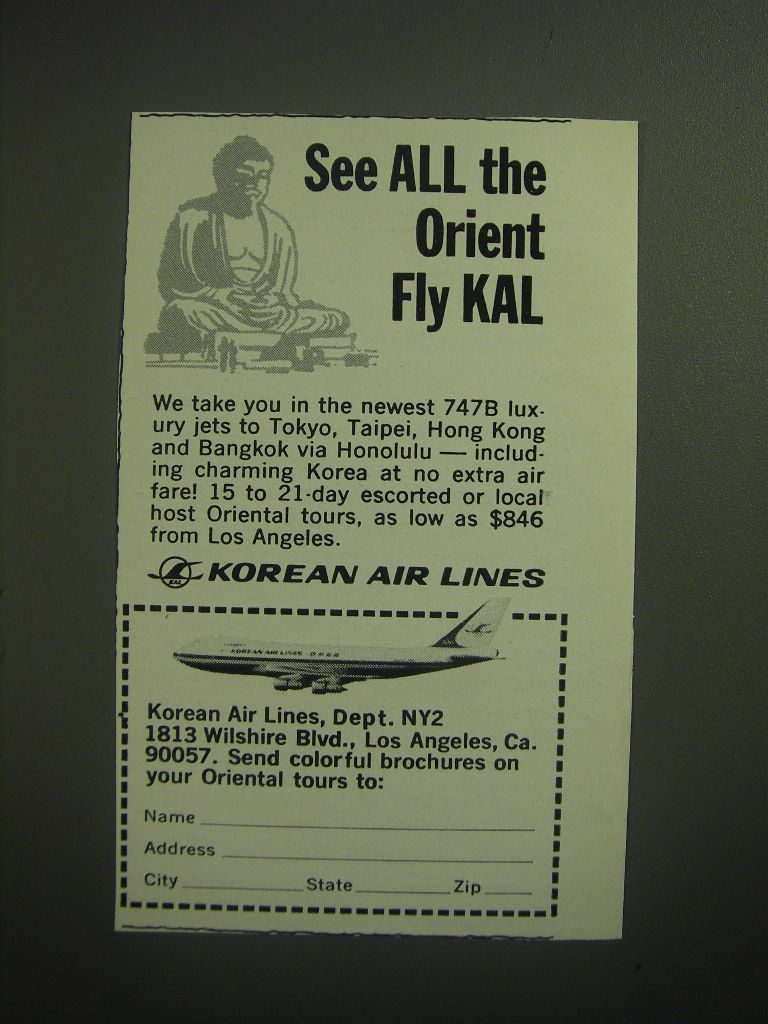 See ALL the
Orient
Fly KAL
We take you in the newest 747B lux-
ury jets to Tokyo, Taipei, Hong Kong
and Bangkok via Honolulu — includ-
ing charming Korea at no extra air
fare! 15 to 21-day escorted or local
host Oriental tours, as low as $846
from Los Angeles.
KAL KOREAN AIR LINES
KOREAN AIR LINES
Korean Air Lines, Dept. NY2
1813 Wilshire Blvd., Los Angeles, Ca.
90057. Send colorful brochures on
your Oriental tours to:
Name
Address
City State Zip